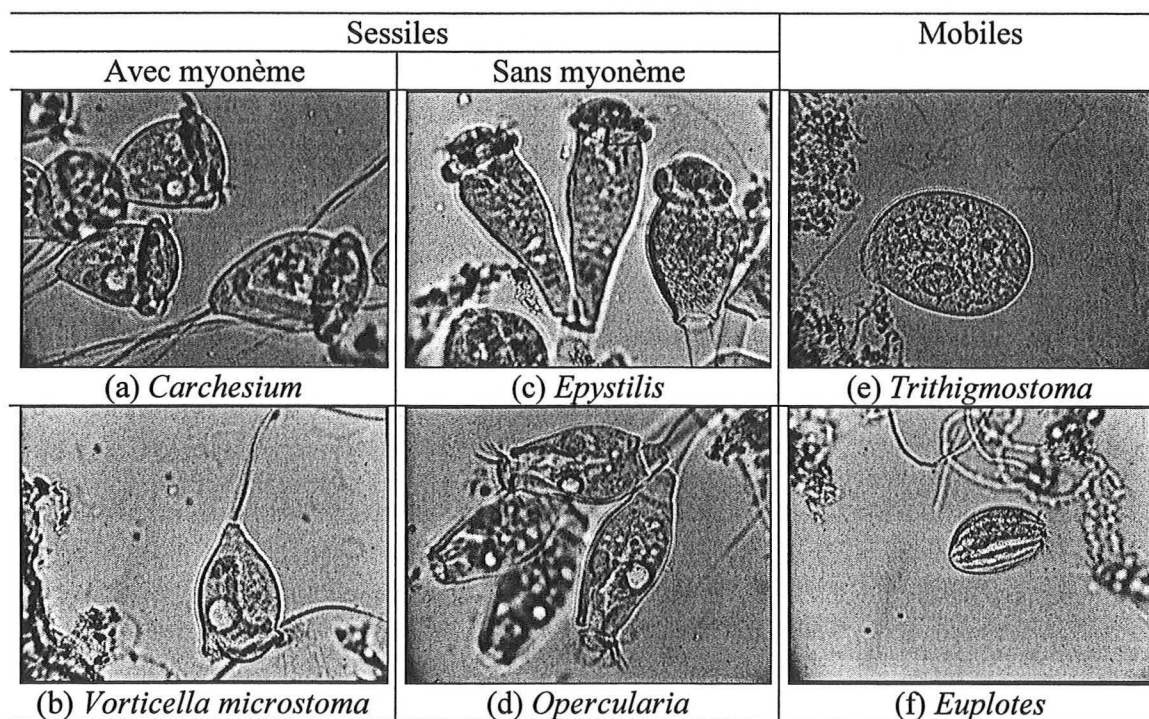 Sessiles Mobiles
Avec myonème Sans myonème
(a) Carchesium (c) Epystilis (e) Trithigmostoma
(b) Vorticella microstoma (d) Opercularia (f) Euplotes